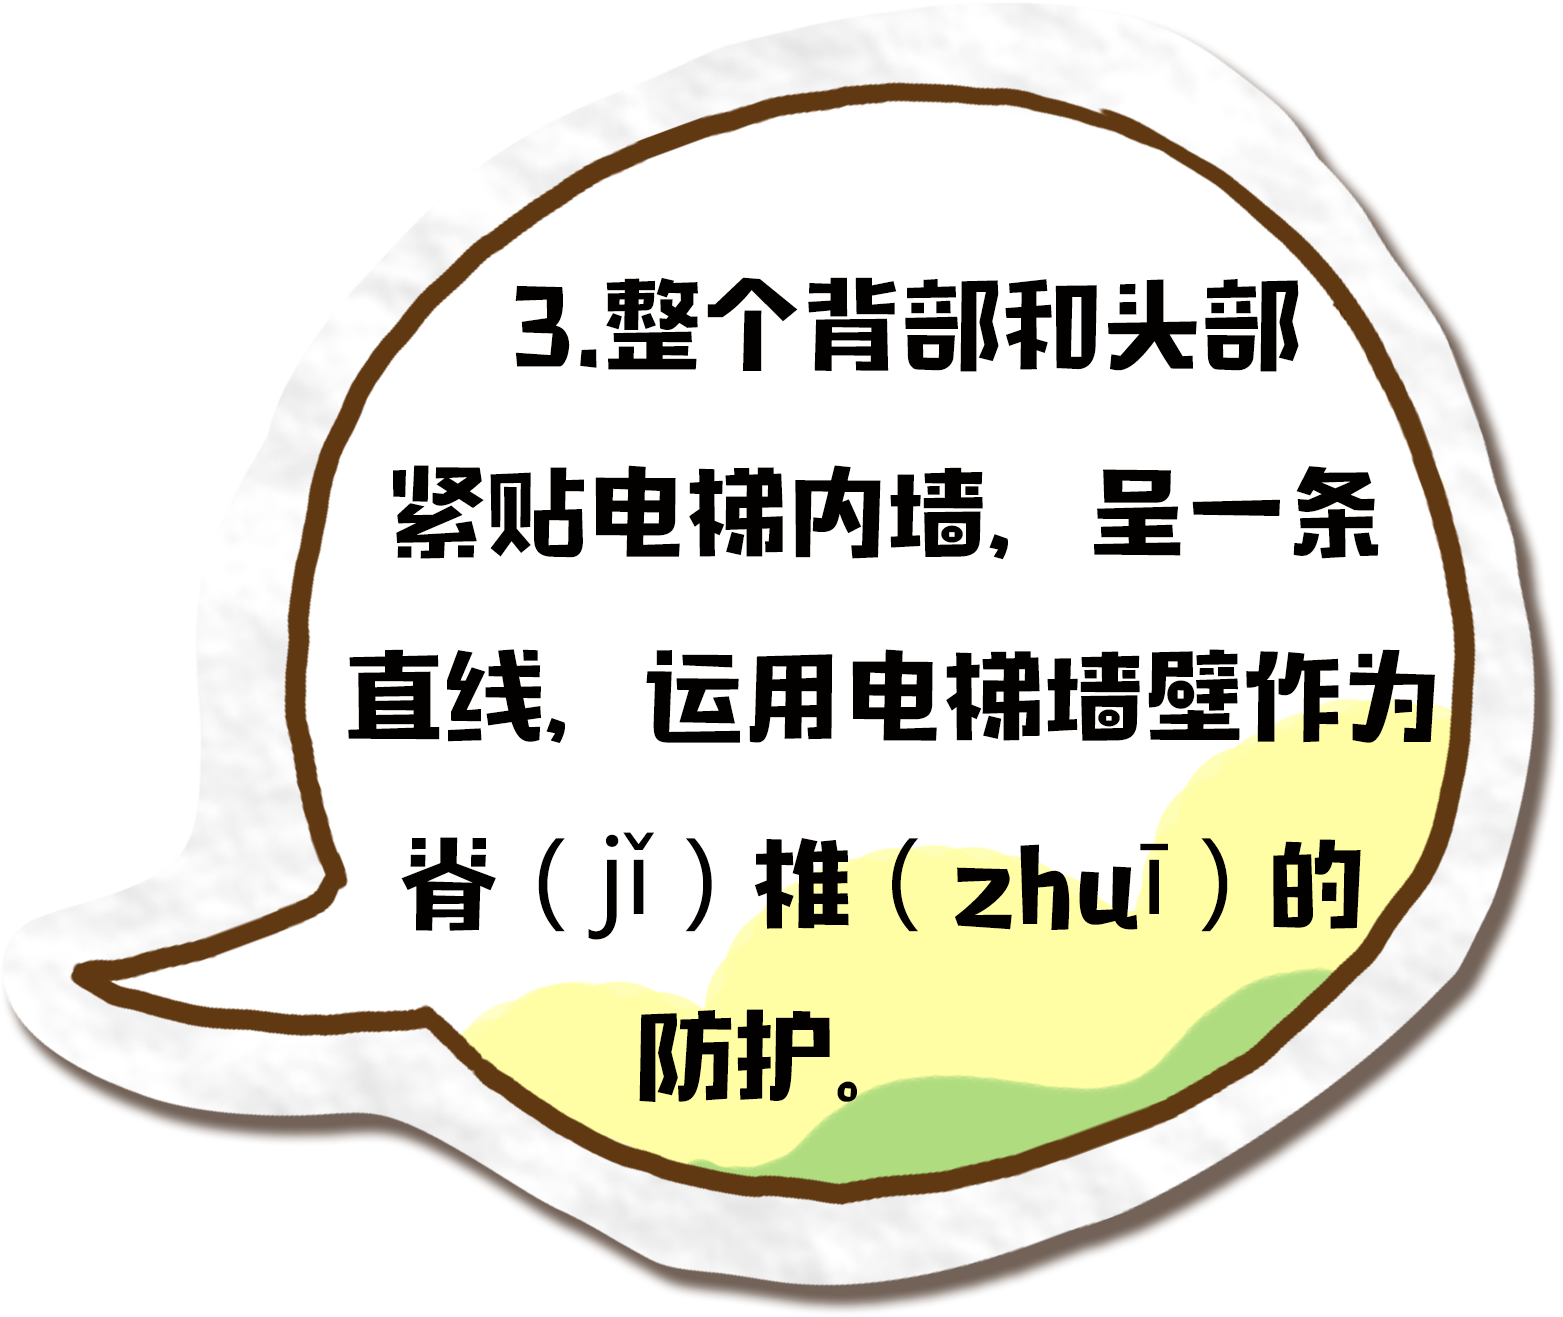 3.整个背部和头部
紧贴电梯内墙，呈一条
直线，运用电梯墙壁作为
脊（jǐ）推（zhuī）的
防护。